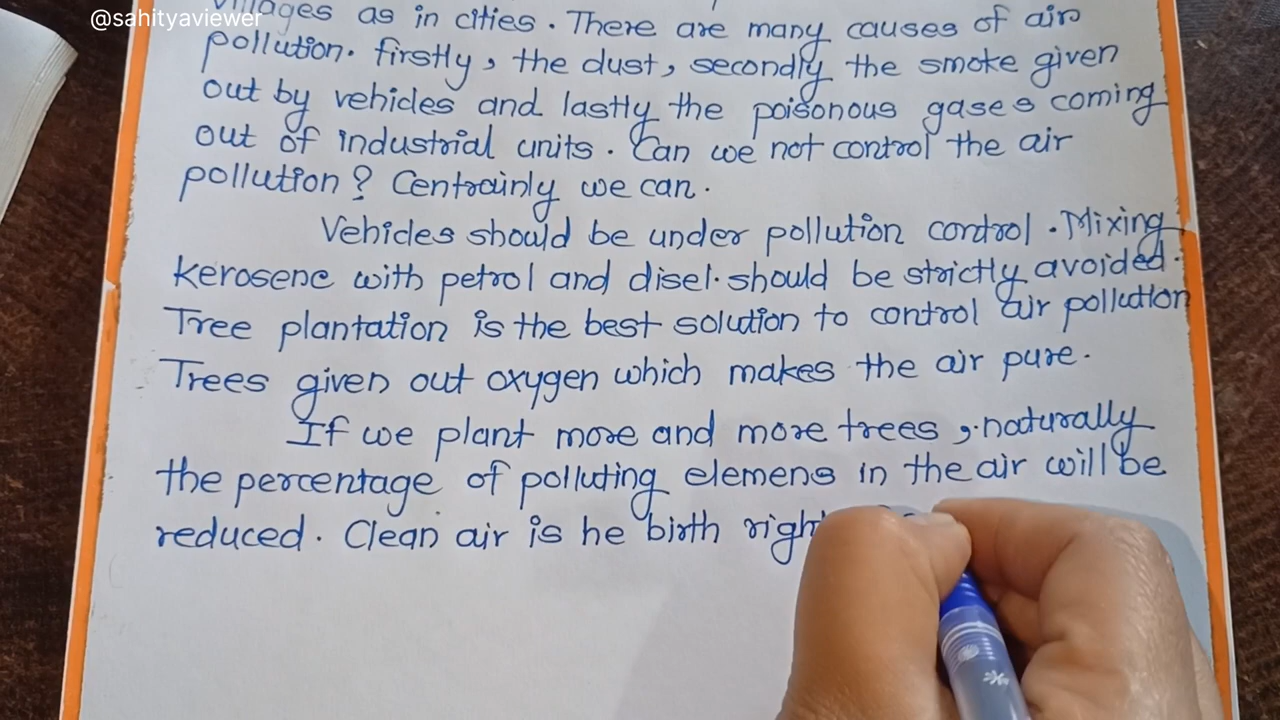 @sahityaviewer
villages as in cities. There are many causes of air
pollution. firstly, the dust, secondly the smoke given
out by vehicles and lastly the poisonous gases coming
out of industrial units. Can we not control the air
pollution? Centrainly we can.
Vehicles should be under pollution control. Mixing
kerosene with petrol and disel. should be strictly avoided.
Tree plantation is the best solution to control air pollution
Trees given out oxygen which makes the air pure.
If we plant more and more trees, naturally
the percentage of polluting elemens in the air will be
reduced. Clean air is he birth right